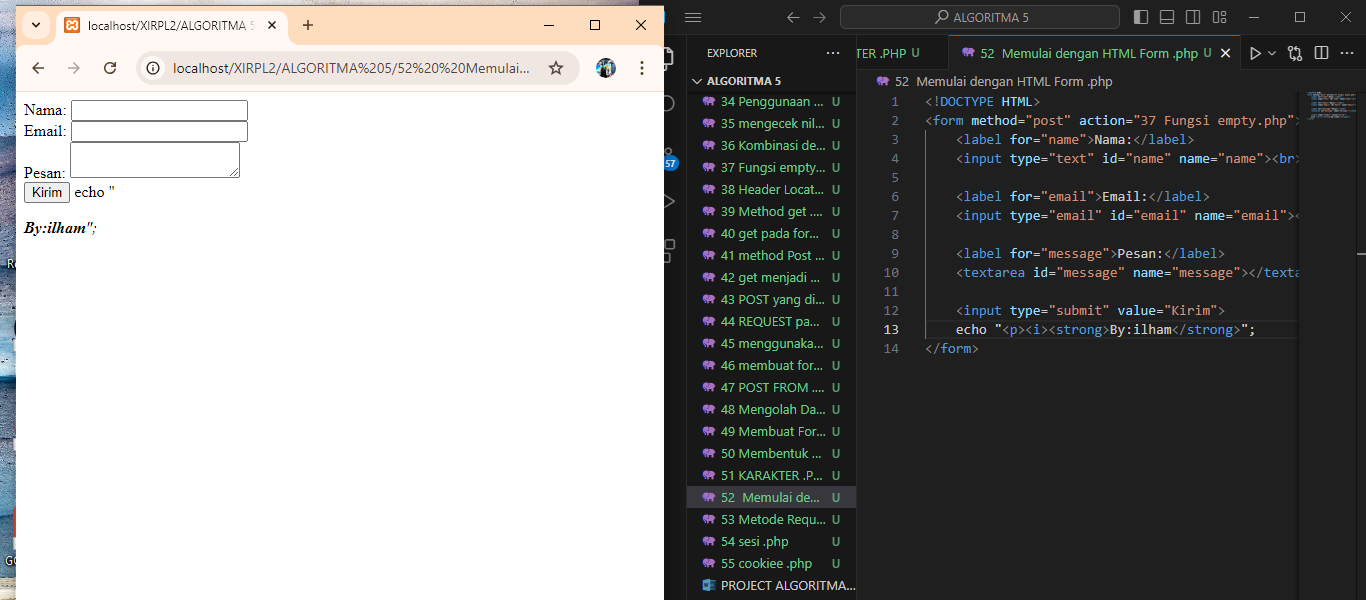 localhost/XIRPL2/ALGORITMA 5
localhost/XIRPL2/ALGORITMA%205/52%20%20Memulai...
Nama:
Email:
Pesan:
Kirim echo "
By:ilham";
ALGORITMA 5
EXPLORER
ALGORITMA 5
34 Penggunaan ... U
35 mengecek nil... U
36 Kombinasi de... U
37 Fungsi empty... U
38 Header Locat... U
39 Method get .... U
40 get pada for... U
41 method Post ... U
42 get menjadi ... U
43 POST yang di... U
44 REQUEST pa... U
45 menggunaka... U
46 membuat for... U
47 POST FROM .... U
48 Mengolah Da... U
49 Membuat For... U
50 Membentuk ... U
51 KARAKTER .P... U
52  Memulai de... U
53 Metode Requ... U
54 sesi .php U
55 cookiee .php U
PROJECT ALGORITMA...
57
TER .PHP U
52  Memulai dengan HTML Form .php U
52  Memulai dengan HTML Form .php
1 <!DOCTYPE HTML>
2 <form method="post" action="37 Fungsi empty.php">
3 <label for="name">Nama:</label>
4 <input type="text" id="name" name="name"><br>
5
6 <label for="email">Email:</label>
7 <input type="email" id="email" name="email"><
8
9 <label for="message">Pesan:</label>
10 <textarea id="message" name="message"></texta
11
12 <input type="submit" value="Kirim">
13 echo "<p><i><strong>By:ilham</strong>";
14 </form>